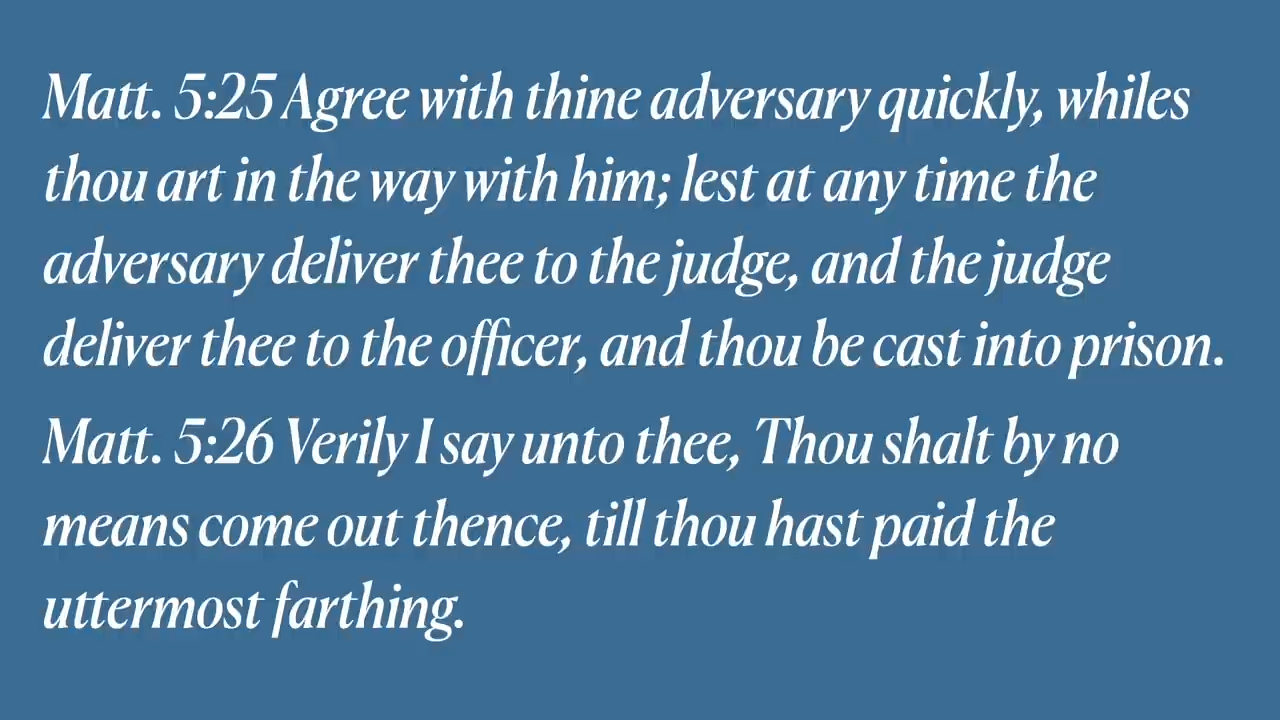 Matt. 5:25 Agree with thine adversary quickly, whiles
thou art in the way with him; lest at any time the
adversary deliver thee to the judge, and the judge
deliver thee to the officer, and thou be cast into prison.
Matt. 5:26 Verily I say unto thee, Thou shalt by no
means come out thence, till thou hast paid the
uttermost farthing.